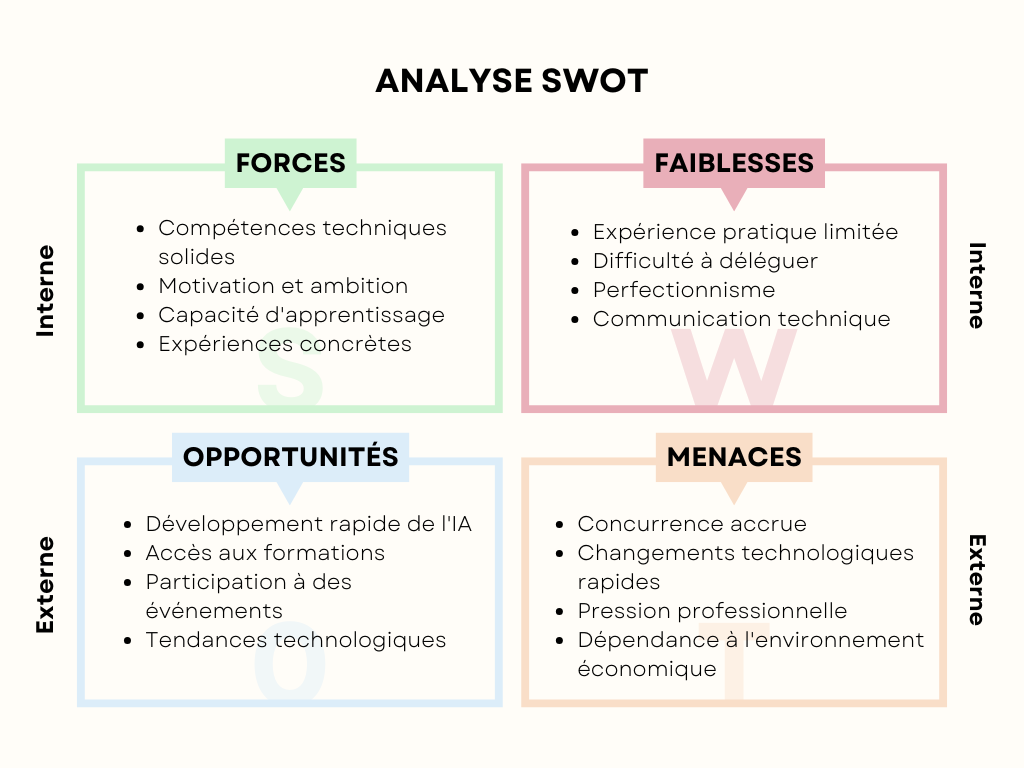 ANALYSE SWOT
Interne
FORCES
• Compétences techniques
solides
• Motivation et ambition
• Capacité d'apprentissage
• Expériences concrètes
S
FAIBLESSES
• Expérience pratique limitée
• Difficulté à déléguer
• Perfectionnisme
• Communication technique
W
Interne
Externe
OPPORTUNITÉS
• Développement rapide de l'IA
• Accès aux formations
• Participation à des
événements
• Tendances technologiques
O
MENACES
• Concurrence accrue
• Changements technologiques
rapides
• Pression professionnelle
• Dépendance à l'environnement
économique
T
Externe